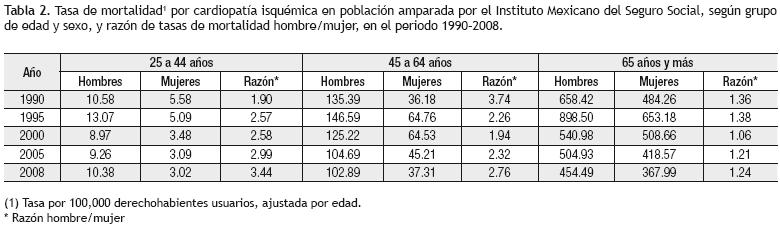 Tabla 2. Tasa de mortalidad¹ por cardiopatía isquémica en población amparada por el Instituto Mexicano del Seguro Social, según grupo
de edad y sexo, y razón de tasas de mortalidad hombre/mujer, en el periodo 1990-2008.
Año 25 a 44 años 45 a 64 años 65 años y más
Hombres Mujeres Razón* Hombres Mujeres Razón* Hombres Mujeres Razón*
1990 10.58 5.58 1.90 135.39 36.18 3.74 658.42 484.26 1.36
1995 13.07 5.09 2.57 146.59 64.76 2.26 898.50 653.18 1.38
2000 8.97 3.48 2.58 125.22 64.53 1.94 540.98 508.66 1.06
2005 9.26 3.09 2.99 104.69 45.21 2.32 504.93 418.57 1.21
2008 10.38 3.02 3.44 102.89 37.31 2.76 454.49 367.99 1.24
(1) Tasa por 100,000 derechohabientes usuarios, ajustada por edad.
* Razón hombre/mujer